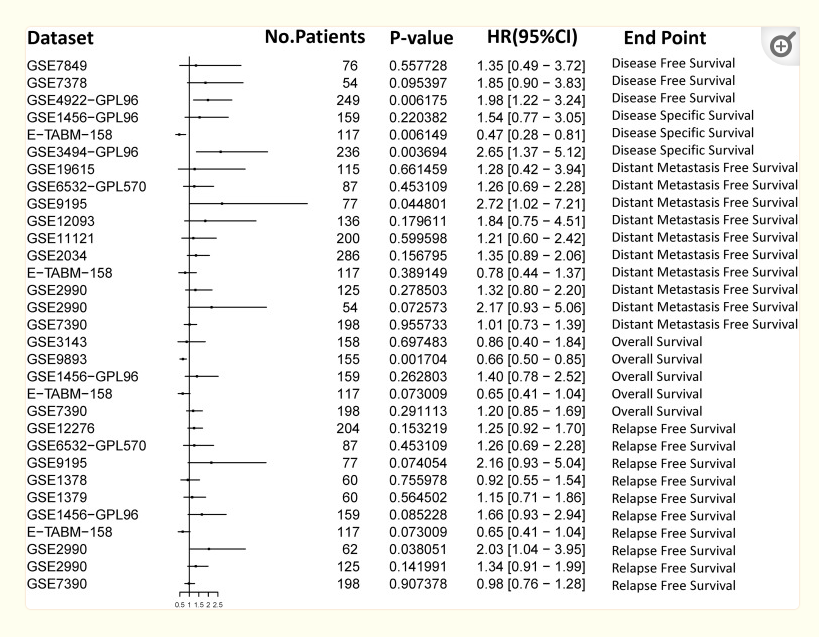 Dataset No.Patients P-value HR(95%CI) End Point
GSE7849 76 0.557728 1.35 [0.49 − 3.72] Disease Free Survival
GSE7378 54 0.095397 1.85 [0.90 − 3.83] Disease Free Survival
GSE4922−GPL96 249 0.006175 1.98 [1.22 − 3.24] Disease Free Survival
GSE1456−GPL96 159 0.220382 1.54 [0.77 − 3.05] Disease Specific Survival
E−TABM−158 117 0.006149 0.47 [0.28 − 0.81] Disease Specific Survival
GSE3494−GPL96 236 0.003694 2.65 [1.37 − 5.12] Disease Specific Survival
GSE19615 115 0.661459 1.28 [0.42 − 3.94] Distant Metastasis Free Survival
GSE6532−GPL570 87 0.453109 1.26 [0.69 − 2.28] Distant Metastasis Free Survival
GSE9195 77 0.044801 2.72 [1.02 − 7.21] Distant Metastasis Free Survival
GSE12093 136 0.179611 1.84 [0.75 − 4.51] Distant Metastasis Free Survival
GSE11121 200 0.599598 1.21 [0.60 − 2.42] Distant Metastasis Free Survival
GSE2034 286 0.156795 1.35 [0.89 − 2.06] Distant Metastasis Free Survival
E−TABM−158 117 0.389149 0.78 [0.44 − 1.37] Distant Metastasis Free Survival
GSE2990 125 0.278503 1.32 [0.80 − 2.20] Distant Metastasis Free Survival
GSE2990 54 0.072573 2.17 [0.93 − 5.06] Distant Metastasis Free Survival
GSE7390 198 0.955733 1.01 [0.73 − 1.39] Distant Metastasis Free Survival
GSE3143 158 0.697483 0.86 [0.40 − 1.84] Overall Survival
GSE9893 155 0.001704 0.66 [0.50 − 0.85] Overall Survival
GSE1456−GPL96 159 0.262803 1.40 [0.78 − 2.52] Overall Survival
E−TABM−158 117 0.073009 0.65 [0.41 − 1.04] Overall Survival
GSE7390 198 0.291113 1.20 [0.85 − 1.69] Overall Survival
GSE12276 204 0.153219 1.25 [0.92 − 1.70] Relapse Free Survival
GSE6532−GPL570 87 0.453109 1.26 [0.69 − 2.28] Relapse Free Survival
GSE9195 77 0.074054 2.16 [0.93 − 5.04] Relapse Free Survival
GSE1378 60 0.755978 0.92 [0.55 − 1.54] Relapse Free Survival
GSE1379 60 0.564502 1.15 [0.71 − 1.86] Relapse Free Survival
GSE1456−GPL96 159 0.085228 1.66 [0.93 − 2.94] Relapse Free Survival
E−TABM−158 117 0.073009 0.65 [0.41 − 1.04] Relapse Free Survival
GSE2990 62 0.038051 2.03 [1.04 − 3.95] Relapse Free Survival
GSE2990 125 0.141991 1.34 [0.91 − 1.99] Relapse Free Survival
GSE7390 198 0.907378 0.98 [0.76 − 1.28] Relapse Free Survival
0.5 1 1.5 2 2.5